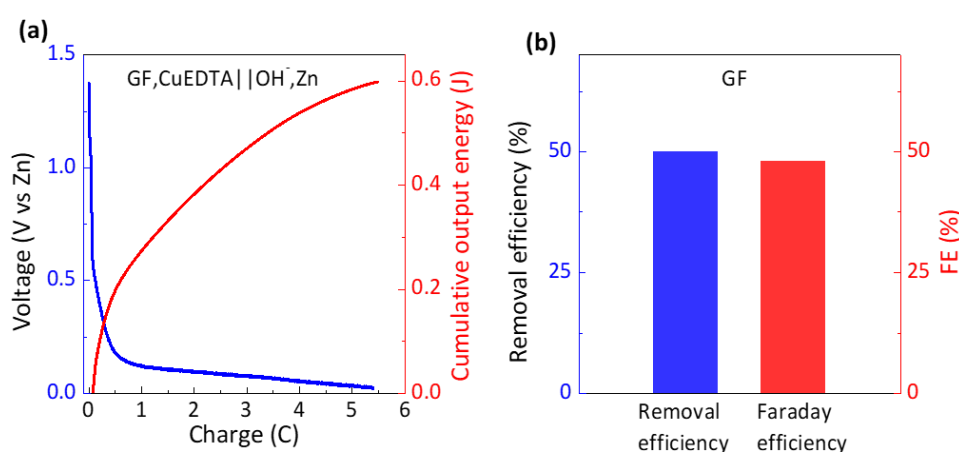 (a)
GF,CuEDTA||OH-,Zn
Voltage (V vs Zn)
1.5
1.0
0.5
0.0
0 1 2 3 4 5 6
Charge (C)
0.6
0.4
0.2
0.0
Cumulative output energy (J)
(b)
GF
Removal efficiency (%)
50
25
0
Removal Faraday
efficiency efficiency
50
25
0
FE (%)